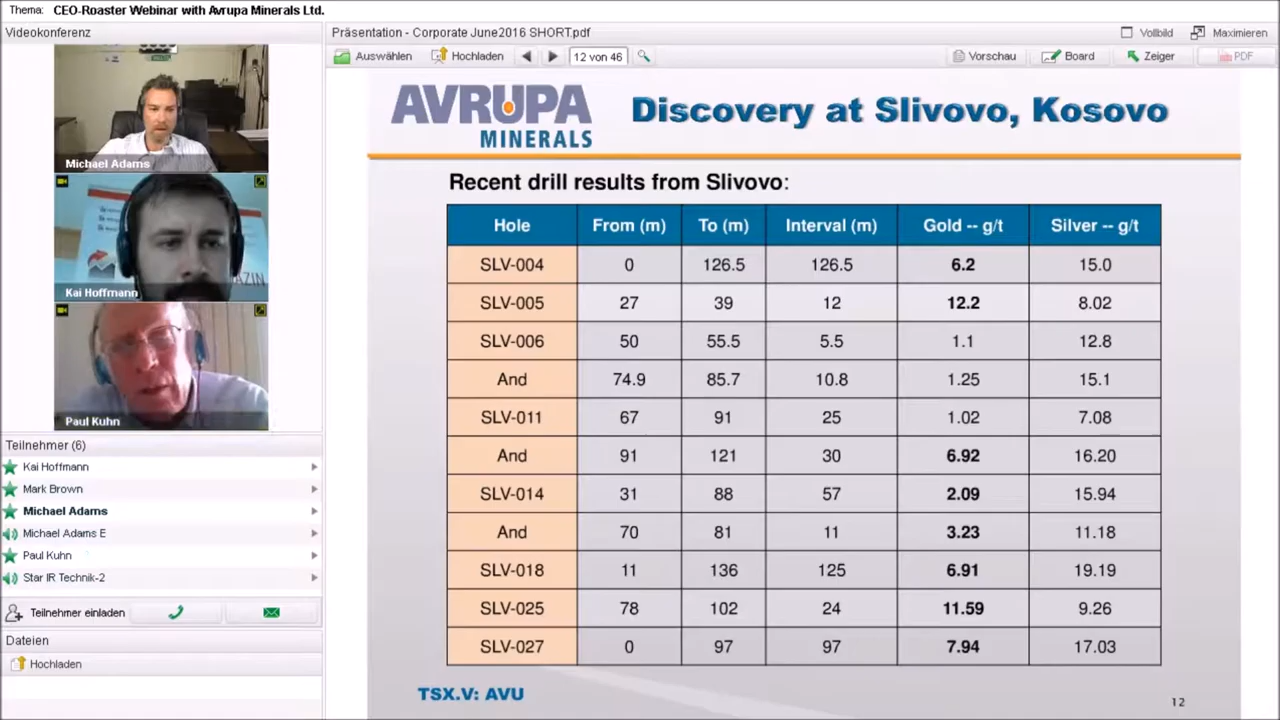 Thema: CEO-Roaster Webinar with Avrupa Minerals Ltd.
Videokonferenz
Michael Adams
Kai Hoffmann
AZIN
Paul Kuhn
Teilnehmer (6)
Kai Hoffmann
Mark Brown
Michael Adams
Michael Adams E
Paul Kuhn
Star IR Technik-2
Teilnehmer einladen
Dateien
Hochladen
Präsentation - Corporate June2016 SHORT.pdf
Vollbild Maximieren
Auswählen Hochladen 12 von 46 Vorschau Board Zeiger PDF
AVRUPA
MINERALS
Discovery at Slivovo, Kosovo
Recent drill results from Slivovo:
Hole From (m) To (m) Interval (m) Gold -- g/t Silver -- g/t
SLV-004 0 126.5 126.5 6.2 15.0
SLV-005 27 39 12 12.2 8.02
SLV-006 50 55.5 5.5 1.1 12.8
And 74.9 85.7 10.8 1.25 15.1
SLV-011 67 91 25 1.02 7.08
And 91 121 30 6.92 16.20
SLV-014 31 88 57 2.09 15.94
And 70 81 11 3.23 11.18
SLV-018 11 136 125 6.91 19.19
SLV-025 78 102 24 11.59 9.26
SLV-027 0 97 97 7.94 17.03
TSX.V: AVU
12